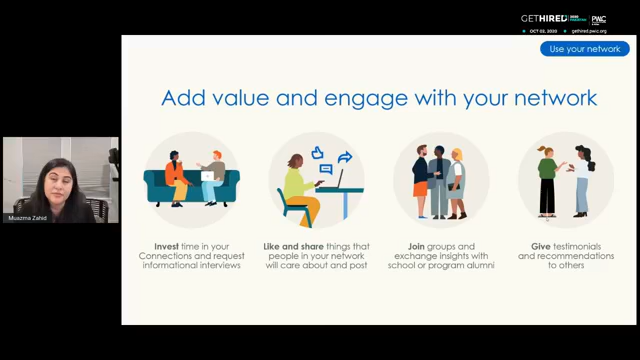 GETHIRED 2020 PWiC
OCT 02, 2020 gethired.pwic.org
Use your network
Add value and engage with your network
Invest time in your
Connections and request
informational interviews
Like and share things that
people in your network
will care about and post
Join groups and
exchange insights with
school or program alumni
Give testimonials
and recommendations
to others
Muazma Zahid